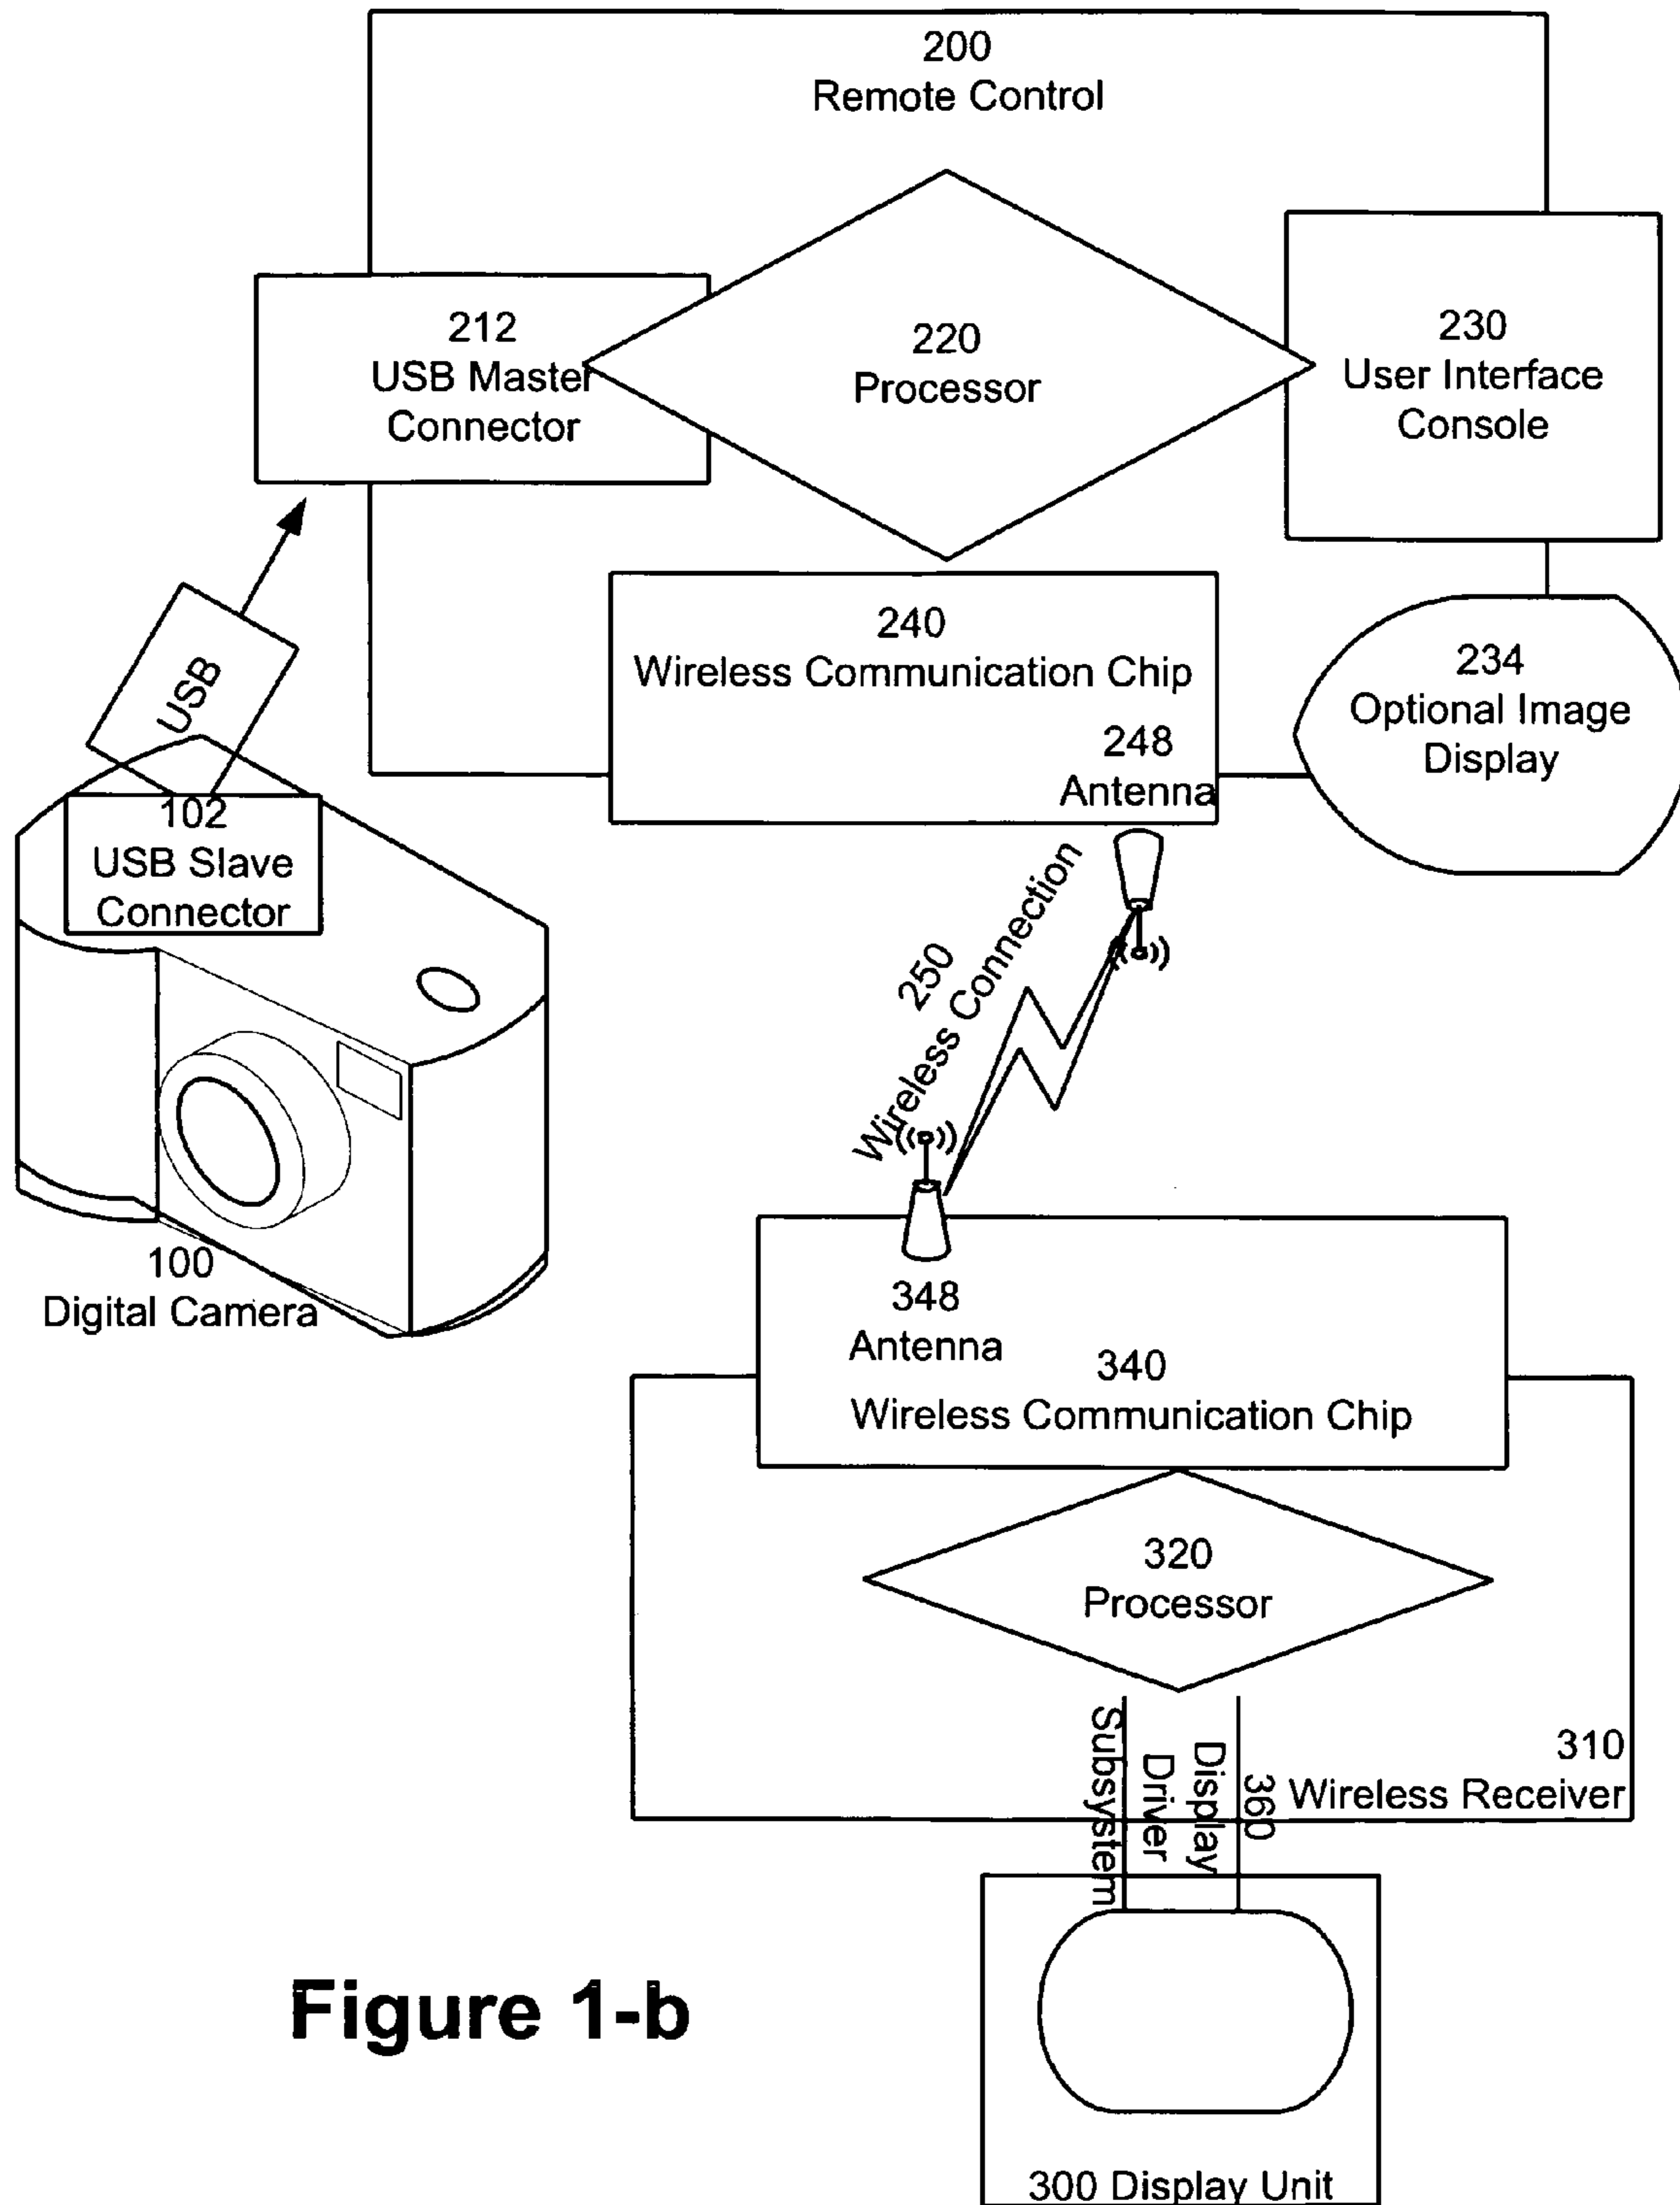 200
Remote Control
212
USB Master
Connector
220
Processor
230
User Interface
Console
240
Wireless Communication Chip
248
Antenna
234
Optional Image
Display
USB
102
USB Slave
Connector
100
Digital Camera
250
Wireless Connection
348
Antenna
340
Wireless Communication Chip
320
Processor
310
Wireless Receiver
360
Display
Driver
Subsystem
300 Display Unit
Figure 1-b